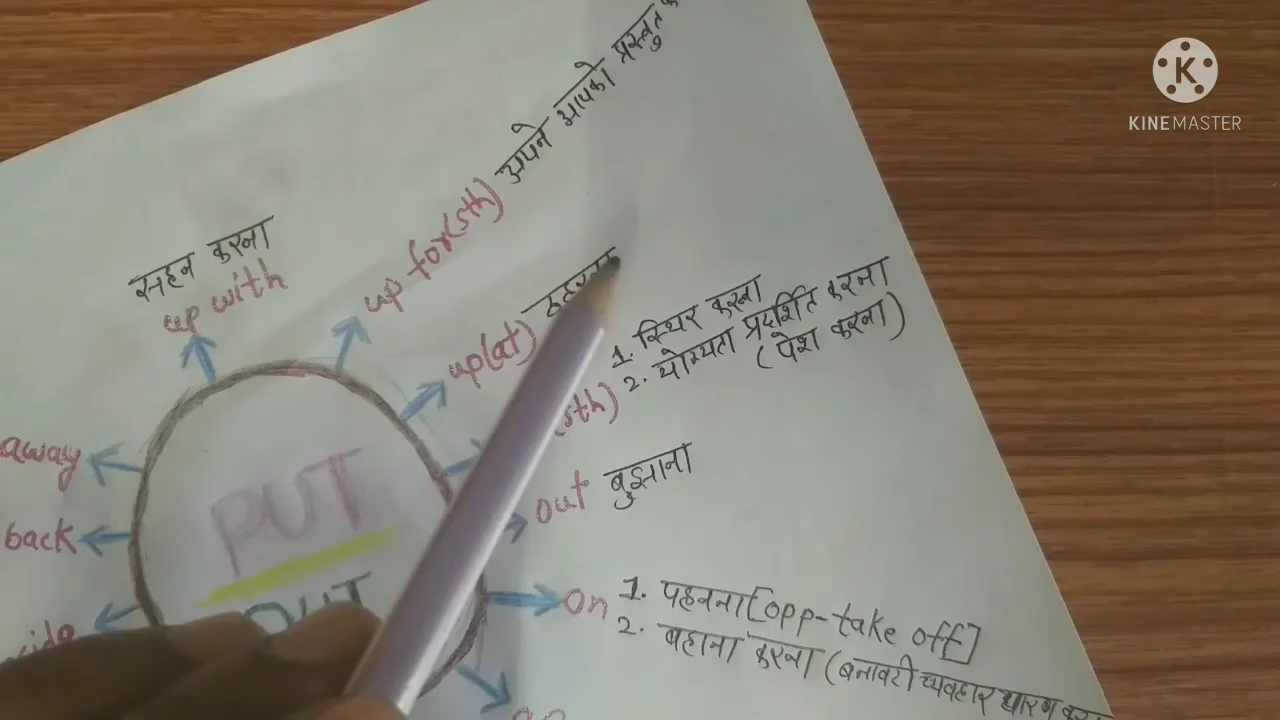 KINEMASTER
अपने आपको प्रस्तुत
up for(sth)
सहन करना
up with
ठहरना
up(at)
1. स्थिर करना
2. योग्यता प्रदर्शित करना
(पेश करना)
(sth)
away
out बुझाना
PUT
back
on
1. पहनना [opp-take off]
2. बहाना करना (बनावटी व्यवहार धारण
PUT